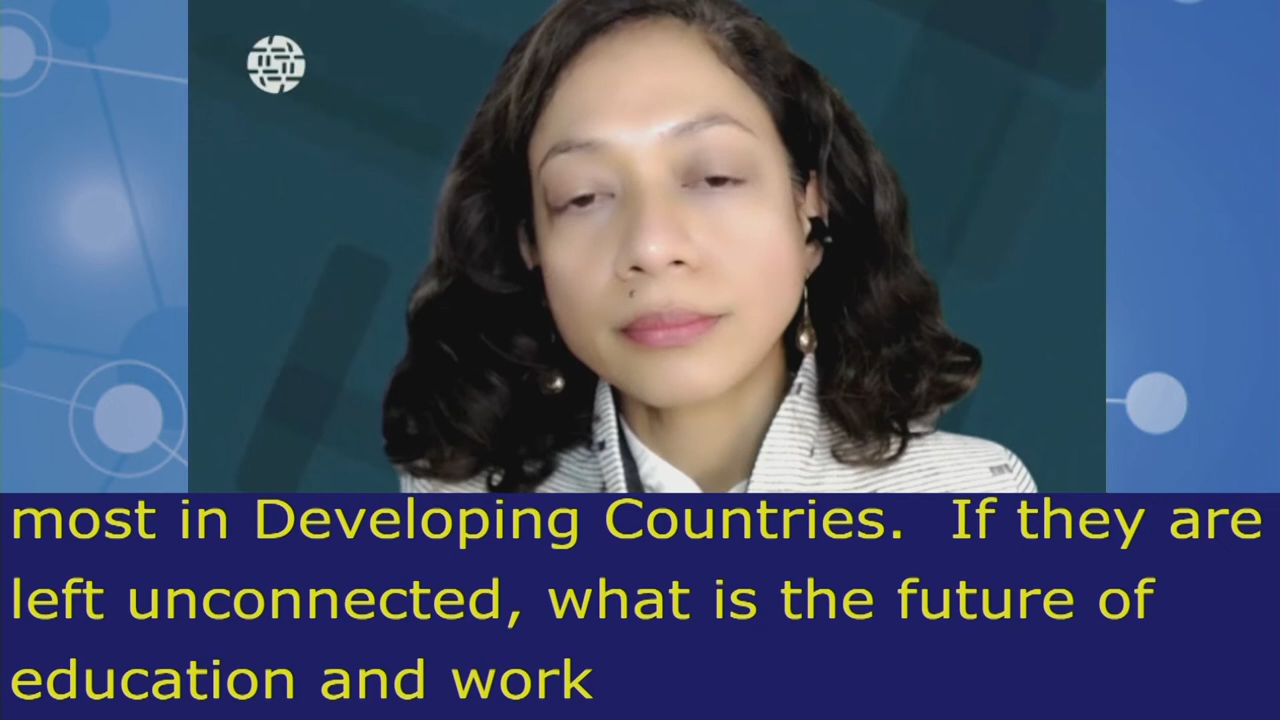 most in Developing Countries.  If they are
left unconnected, what is the future of
education and work